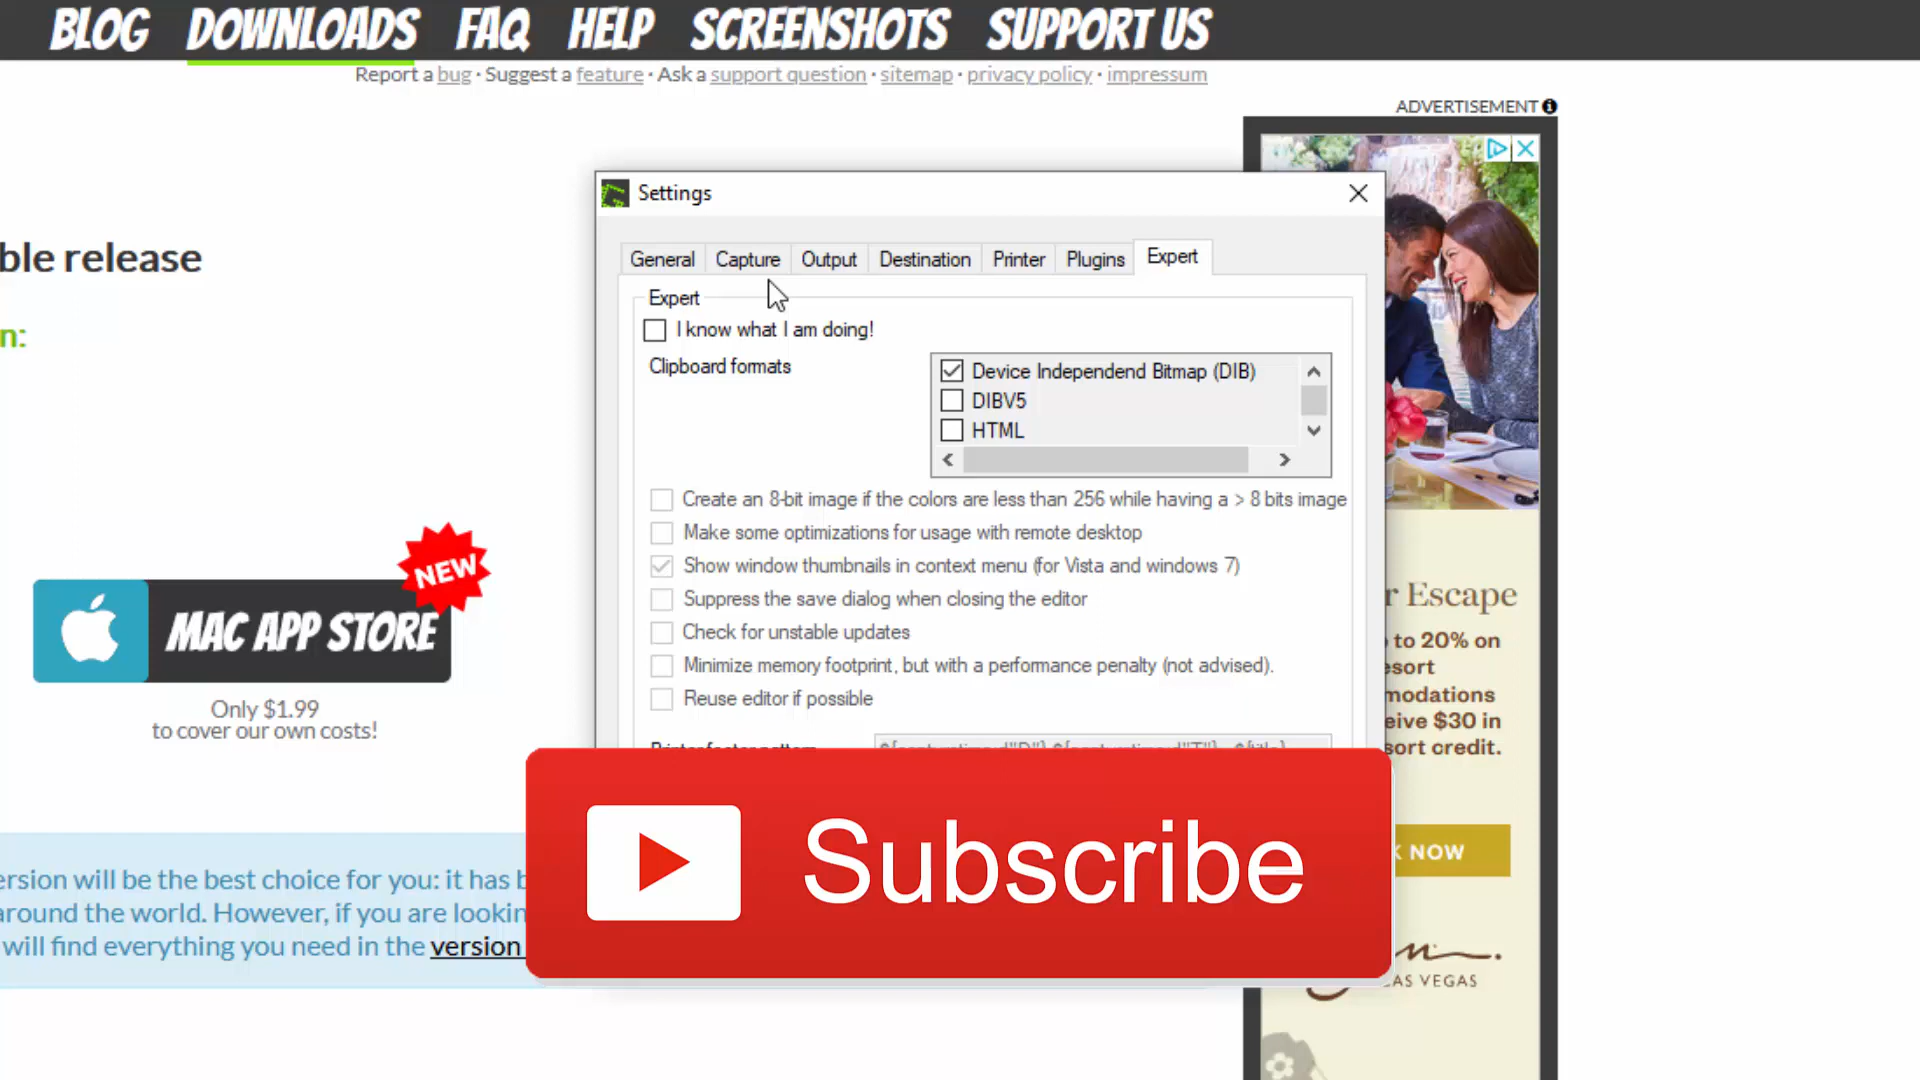 BLOG DOWNLOADS FAQ HELP SCREENSHOTS SUPPORT US
Report a bug · Suggest a feature · Ask a support question · sitemap · privacy policy · impressum
ADVERTISEMENT
Settings
General Capture Output Destination Printer Plugins Expert
ble release
Expert
n:
I know what I am doing!
Clipboard formats
Device Independend Bitmap (DIB)
DIBV5
HTML
Create an 8-bit image if the colors are less than 256 while having a > 8 bits image
Make some optimizations for usage with remote desktop
Show window thumbnails in context menu (for Vista and windows 7)
Suppress the save dialog when closing the editor
Check for unstable updates
Minimize memory footprint, but with a performance penalty (not advised).
Reuse editor if possible
NEW
MAC APP STORE
Only $1.99
to cover our own costs!
r Escape
to 20% on
esort
modations
eive $30 in
sort credit.
K NOW
AS VEGAS
Subscribe
ersion will be the best choice for you: it has b
around the world. However, if you are lookin
will find everything you need in the version